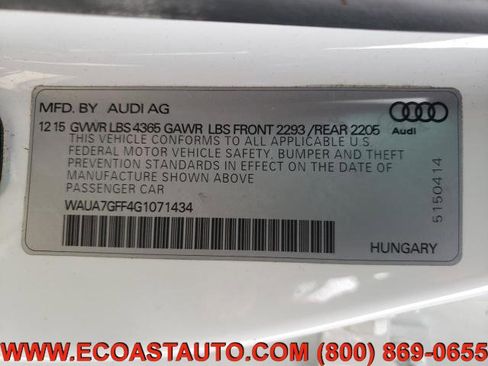 MFD. BY AUDI AG
12 15 GVWR LBS 4365 GAWR LBS FRONT 2293 /REAR 2205
THIS VEHICLE CONFORMS TO ALL APPLICABLE U.S.
FEDERAL MOTOR VEHICLE SAFETY, BUMPER AND THEFT
PREVENTION STANDARDS IN EFFECT ON THE DATE OF
MANUFACTURE SHOWN ABOVE
PASSENGER CAR
WAUA7GFF4G1071434
Audi
5150414
HUNGARY
WWW.ECOASTAUTO.COM (800) 869-0655